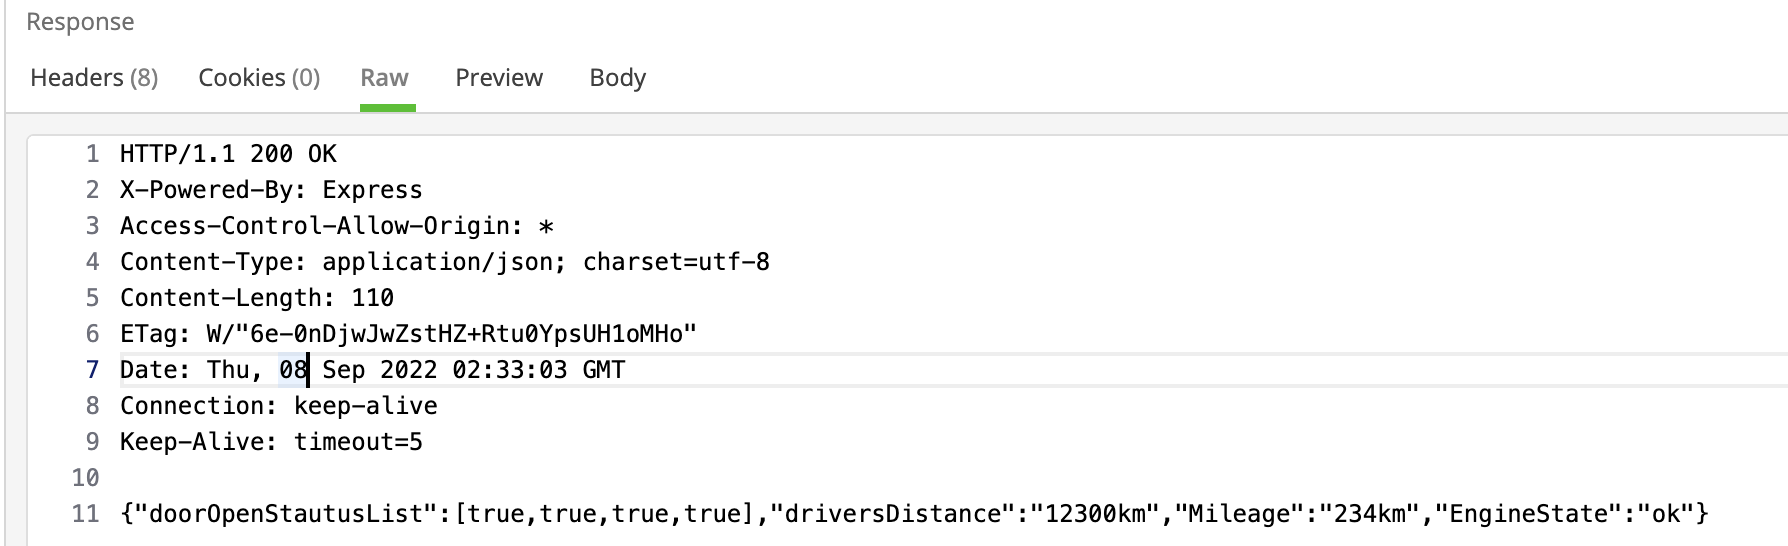 Response
Headers (8) Cookies (0) Raw Preview Body
1 HTTP/1.1 200 OK
2 X-Powered-By: Express
3 Access-Control-Allow-Origin: *
4 Content-Type: application/json; charset=utf-8
5 Content-Length: 110
6 ETag: W/"6e-0nDjwJwZstHZ+Rtu0YpsUH1oMHo"
7 Date: Thu, 08 Sep 2022 02:33:03 GMT
8 Connection: keep-alive
9 Keep-Alive: timeout=5
10
11 {"doorOpenStautusList":[true,true,true,true],"driversDistance":"12300km","Mileage":"234km","EngineState":"ok"}